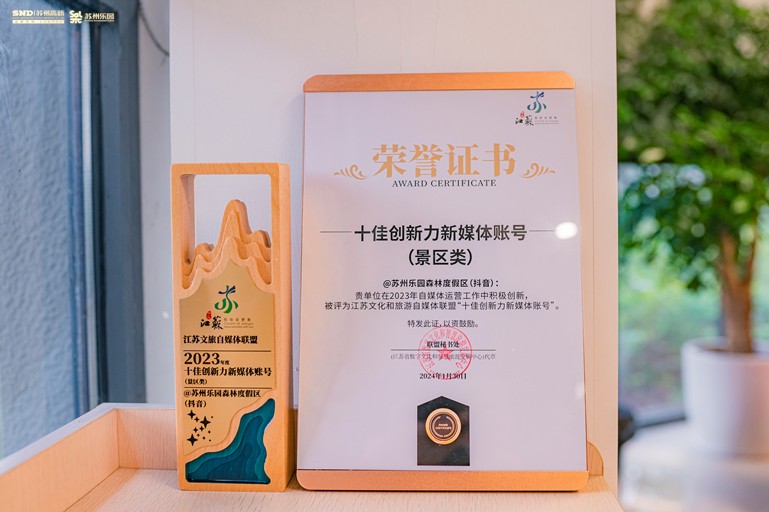 SND 苏州高新
苏州乐园
江苏
江苏文旅自媒体联盟
2023年度
十佳创新力新媒体账号
(景区类)
@苏州乐园森林度假区
(抖音)
江苏
荣誉证书
AWARD CERTIFICATE
十佳创新力新媒体账号
(景区类)
@苏州乐园森林度假区(抖音):
贵单位在2023年自媒体运营工作中积极创新,
被评为江苏文化和旅游自媒体联盟“十佳创新力新媒体账号”。
特发此证,以资鼓励。
联盟秘书处
2024年1月30日